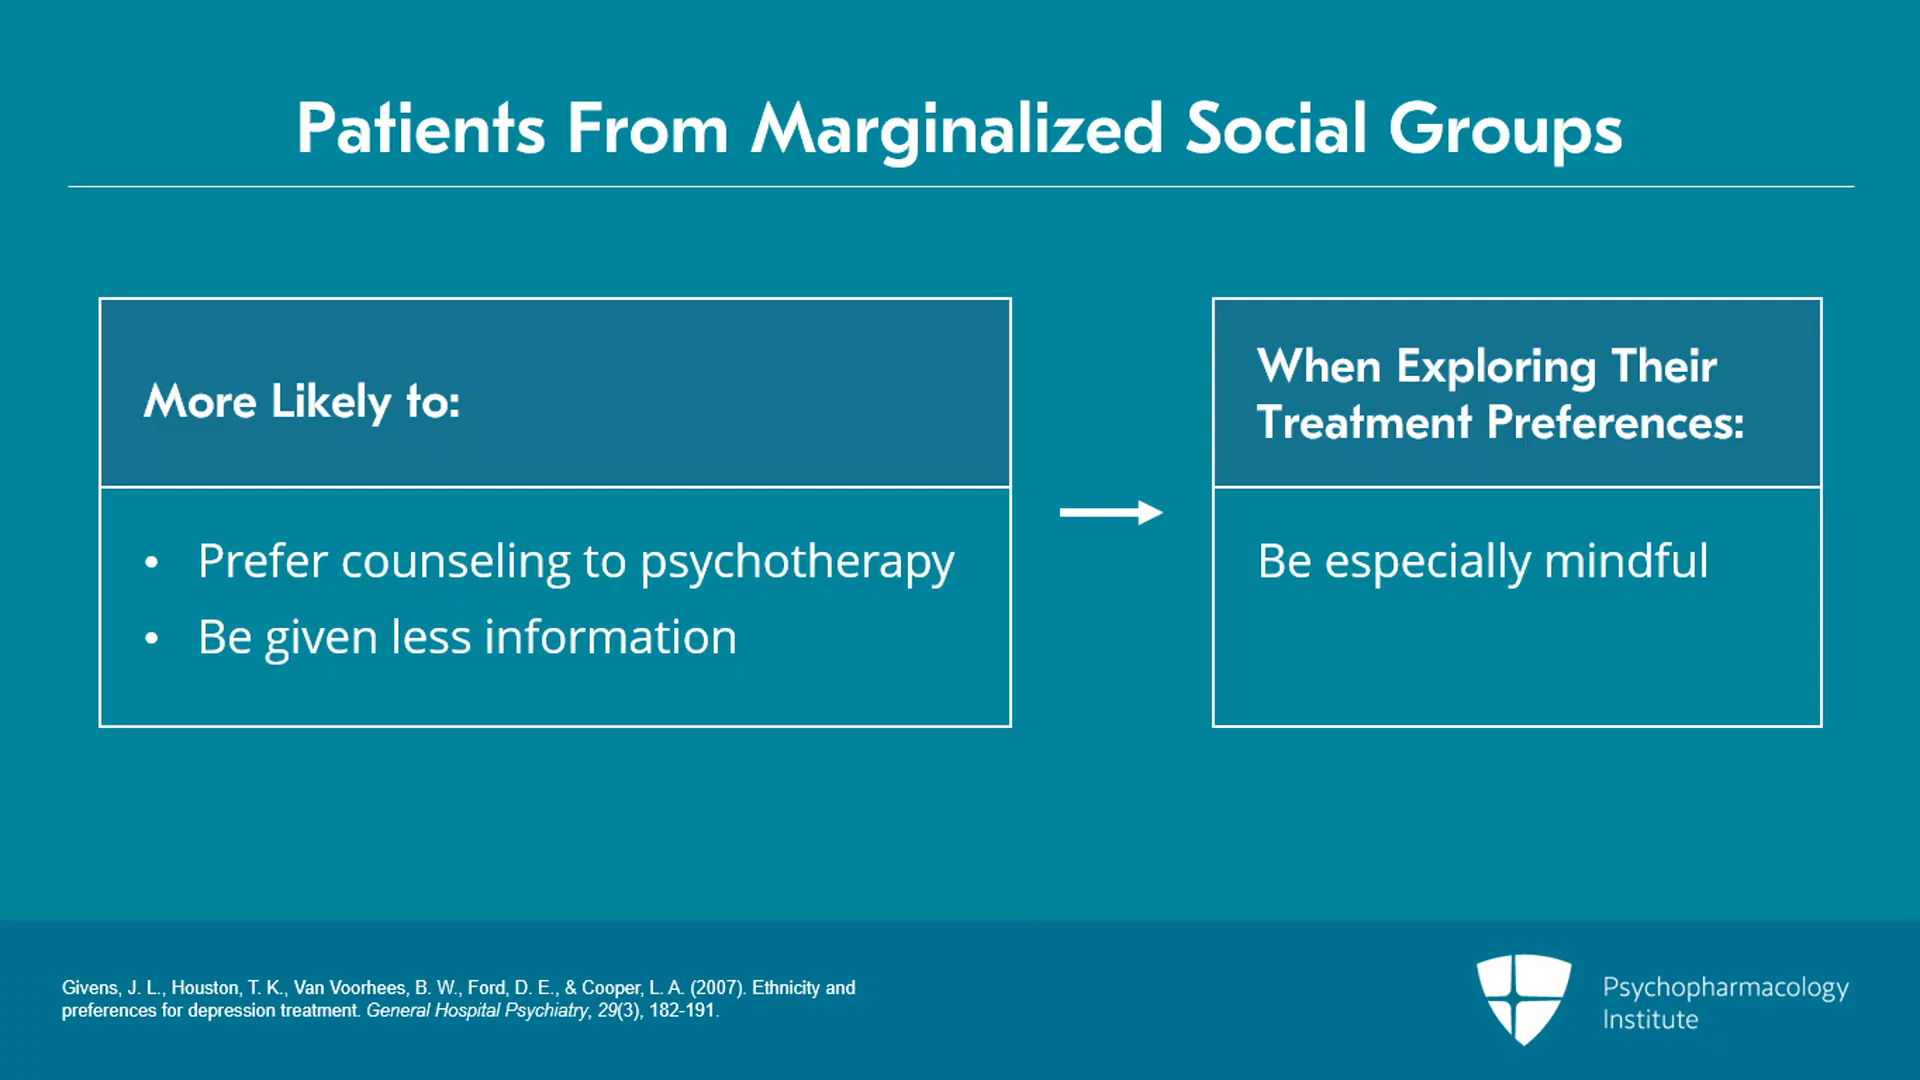 Patients From Marginalized Social Groups
More Likely to:
• Prefer counseling to psychotherapy
• Be given less information
When Exploring Their
Treatment Preferences:
Be especially mindful
Givens, J. L., Houston, T. K., Van Voorhees, B. W., Ford, D. E., & Cooper, L. A. (2007). Ethnicity and
preferences for depression treatment. General Hospital Psychiatry, 29(3), 182-191.
Psychopharmacology
Institute